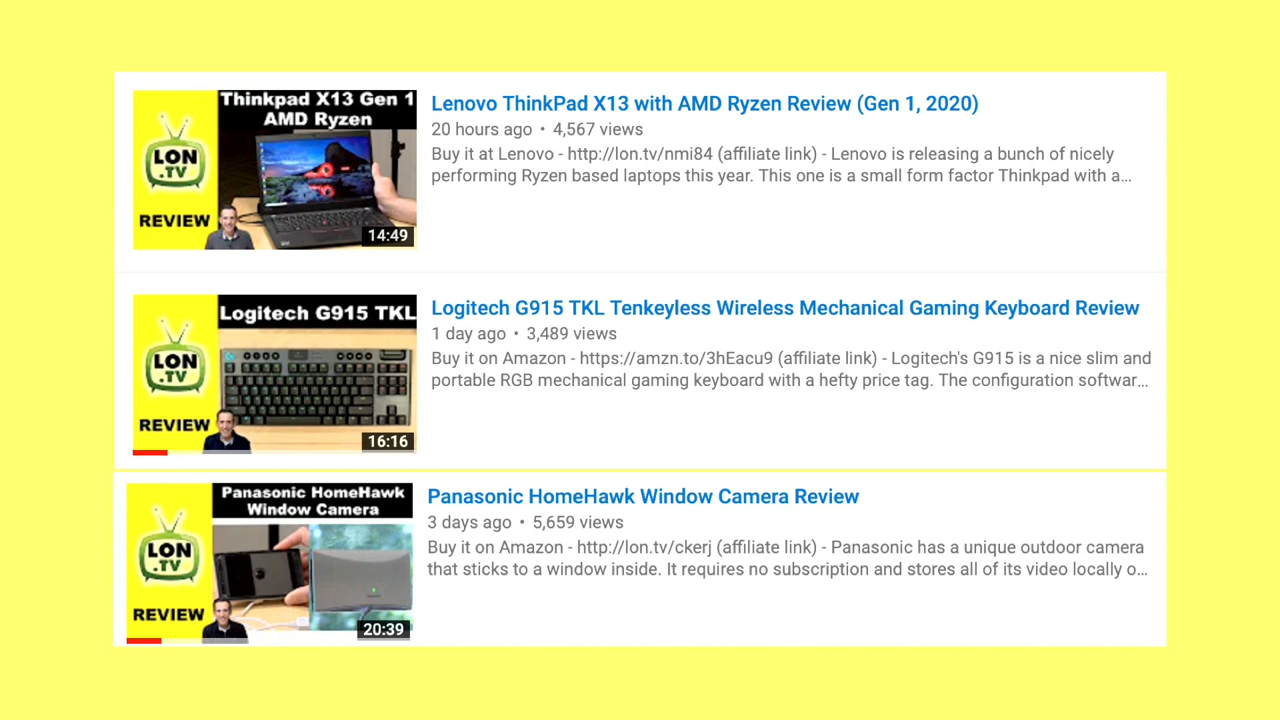 Thinkpad X13 Gen 1
AMD Ryzen
LON
.TV
REVIEW
14:49
Lenovo ThinkPad X13 with AMD Ryzen Review (Gen 1, 2020)
20 hours ago • 4,567 views
Buy it at Lenovo - http://lon.tv/nmi84 (affiliate link) - Lenovo is releasing a bunch of nicely
performing Ryzen based laptops this year. This one is a small form factor Thinkpad with a...
Logitech G915 TKL
LON
.TV
REVIEW
16:16
Logitech G915 TKL Tenkeyless Wireless Mechanical Gaming Keyboard Review
1 day ago • 3,489 views
Buy it on Amazon - https://amzn.to/3hEacu9 (affiliate link) - Logitech's G915 is a nice slim and
portable RGB mechanical gaming keyboard with a hefty price tag. The configuration softwar...
Panasonic HomeHawk
Window Camera
LON
.TV
REVIEW
20:39
Panasonic HomeHawk Window Camera Review
3 days ago • 5,659 views
Buy it on Amazon - http://lon.tv/ckerj (affiliate link) - Panasonic has a unique outdoor camera
that sticks to a window inside. It requires no subscription and stores all of its video locally o...